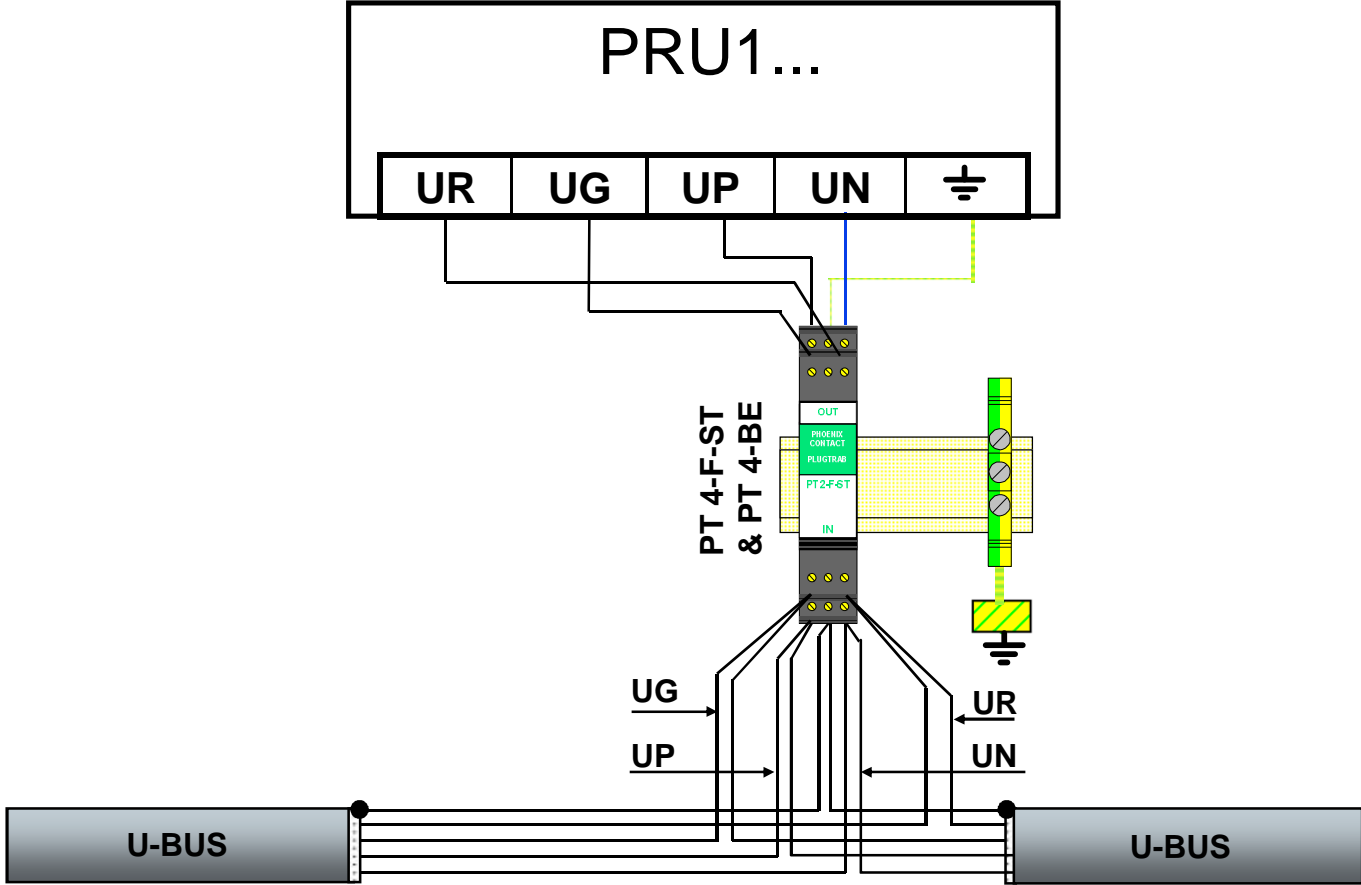 PRU1...
UR UG UP UN
PT 4-F-ST
& PT 4-BE
OUT
PHOENIX
CONTACT
PLUGTRAB
PT 2-F-ST
IN
UG
UR
UP
UN
U-BUS
U-BUS